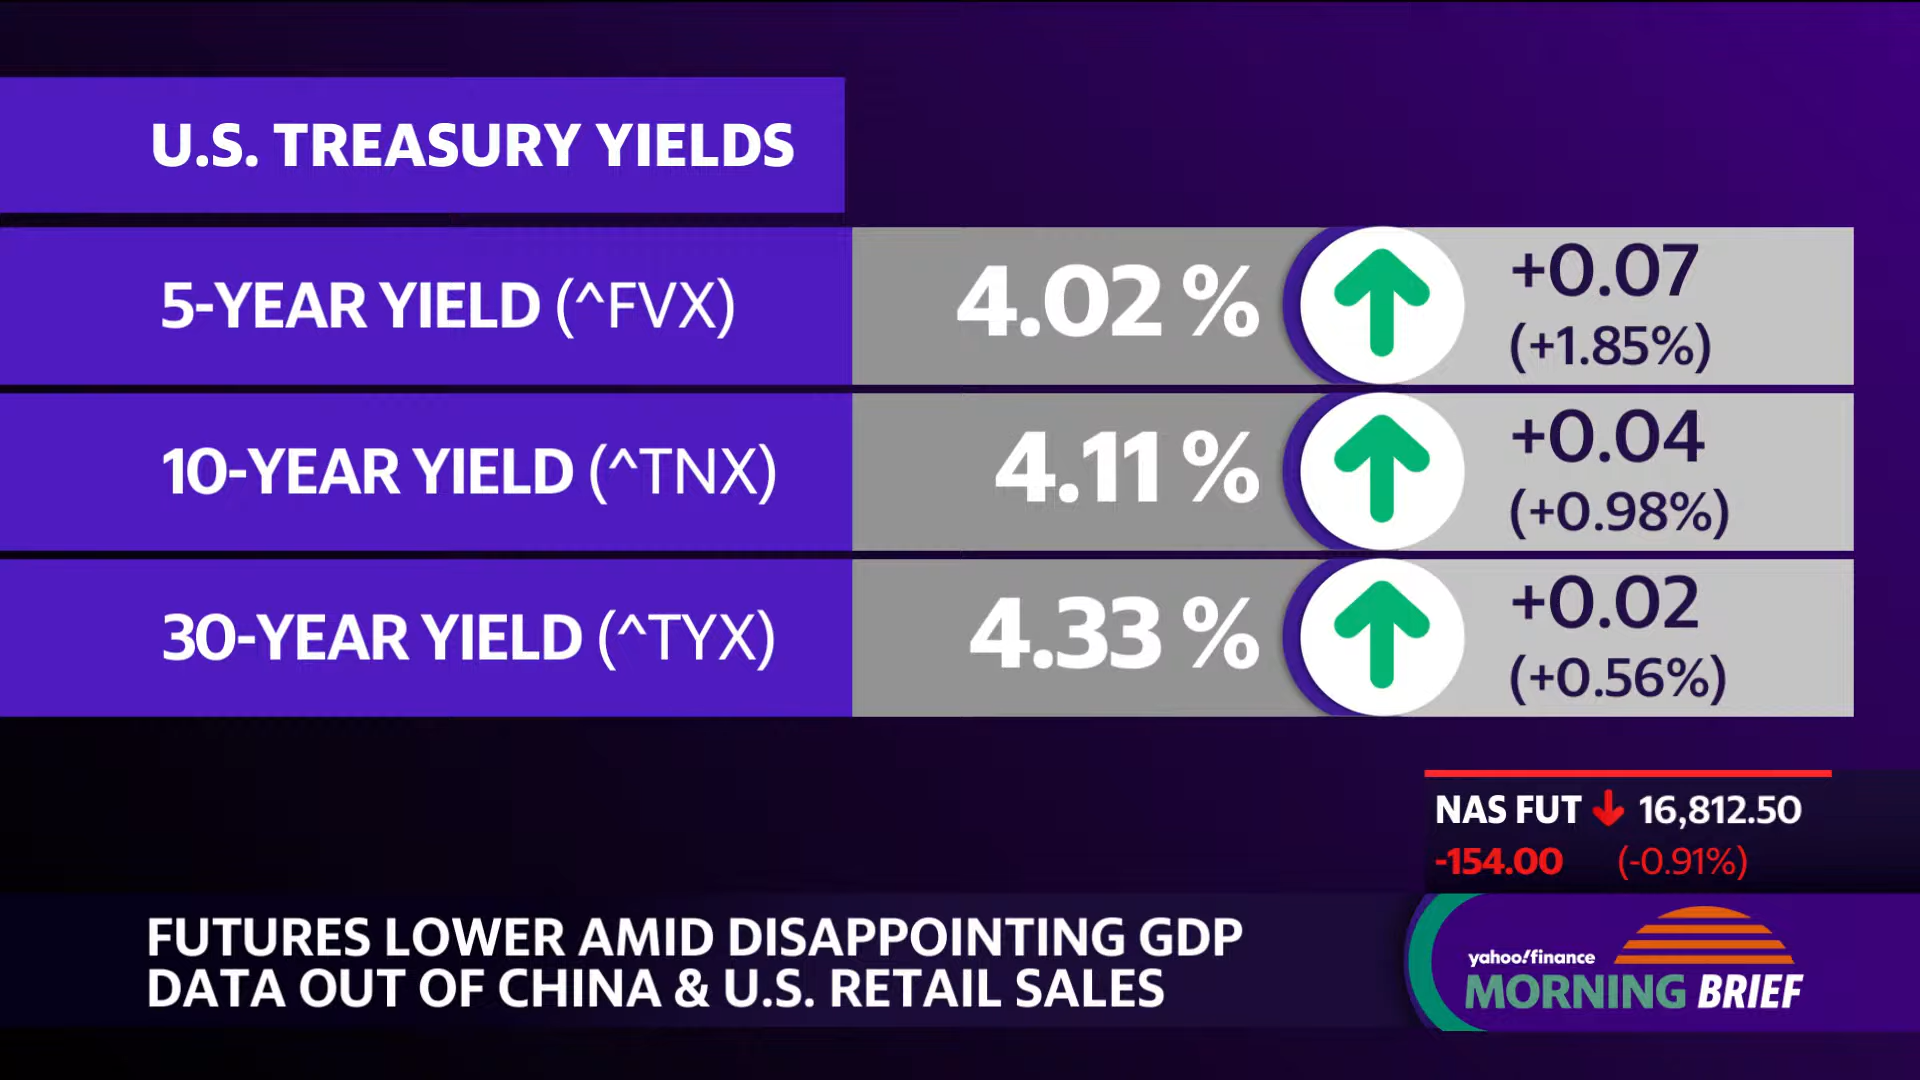 U.S. TREASURY YIELDS
5-YEAR YIELD (^FVX) 4.02 % +0.07
(+1.85%)
10-YEAR YIELD (^TNX) 4.11 % +0.04
(+0.98%)
30-YEAR YIELD (^TYX) 4.33 % +0.02
(+0.56%)
NAS FUT 16,812.50
-154.00 (-0.91%)
FUTURES LOWER AMID DISAPPOINTING GDP
DATA OUT OF CHINA & U.S. RETAIL SALES
yahoo!finance
MORNING BRIEF